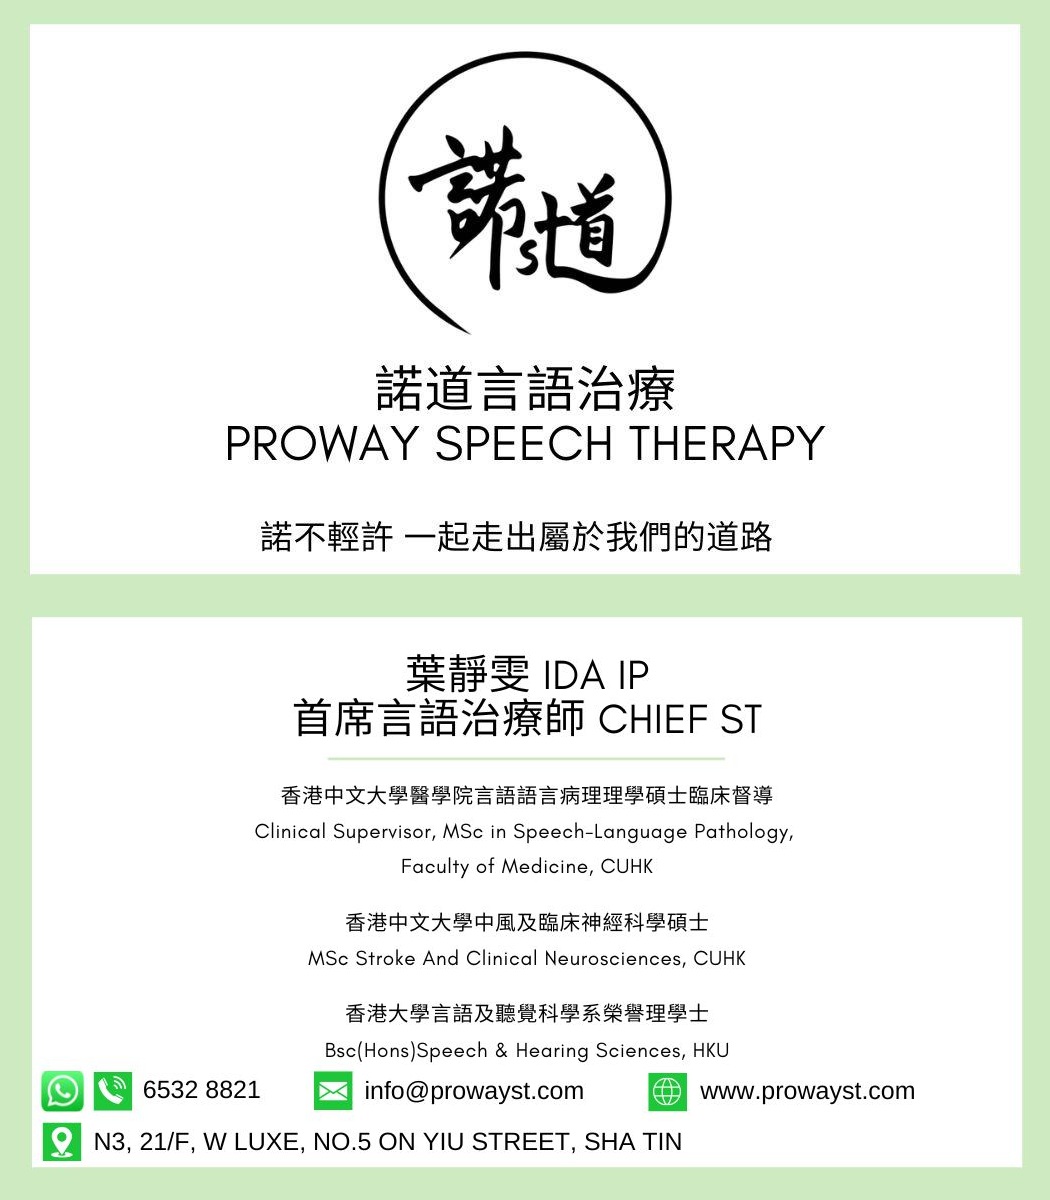 諾st道
諾道言語治療
PROWAY SPEECH THERAPY
諾不輕許 一起走出屬於我們的道路
葉靜雯 IDA IP
首席言語治療師 CHIEF ST
香港中文大學醫學院言語語言病理理學碩士臨床督導
Clinical Supervisor, MSc in Speech-Language Pathology,
Faculty of Medicine, CUHK
香港中文大學中風及臨床神經科學碩士
MSc Stroke And Clinical Neurosciences, CUHK
香港大學言語及聽覺科學系榮譽理學士
Bsc(Hons)Speech & Hearing Sciences, HKU
6532 8821 info@prowayst.com www.prowayst.com
N3, 21/F, W LUXE, NO.5 ON YIU STREET, SHA TIN